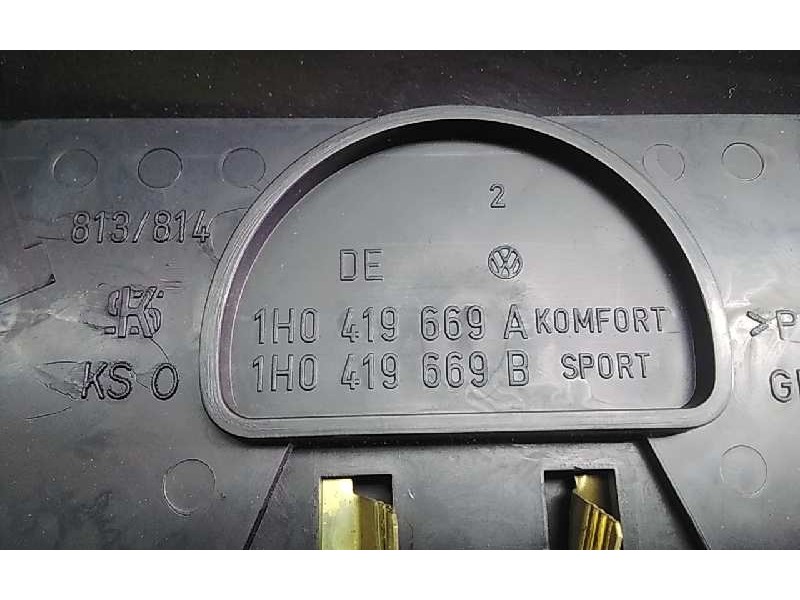 2
813/814
DE
1H0 419 669 A KOMFORT
1H0 419 669 B SPORT
KS O
>P